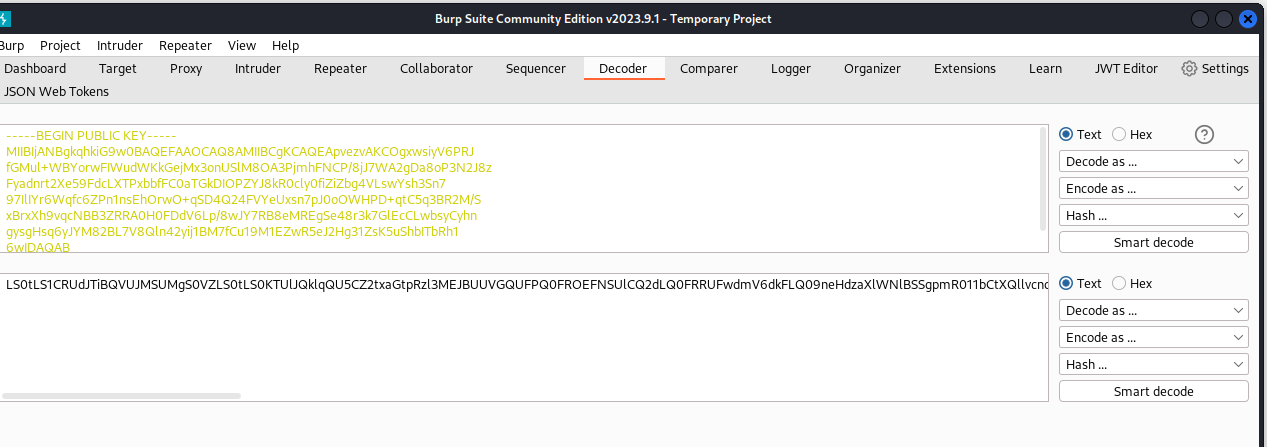 Burp Suite Community Edition v2023.9.1 - Temporary Project
Burp Project Intruder Repeater View Help
Dashboard Target Proxy Intruder Repeater Collaborator Sequencer Decoder Comparer Logger Organizer Extensions Learn JWT Editor Settings
JSON Web Tokens
-----BEGIN PUBLIC KEY-----
MIIBIjANBgkqhkiG9w0BAQEFAAOCAQ8AMIIBCgKCAQEApvezvAKCOgxwsiyV6PRJ
fGMul+WBYorwFIWudWKkGejMx3onUSlM8OA3PjmhFNCP/8jJ7WA2gDa8oP3N2J8z
Fyadnrt2Xe59FdcLXTPxbbfFC0aTGkDIOPZYJ8kR0cly0fiZiZbg4VLswYsh3Sn7
97IlIYr6Wqfc6ZPn1nsEhOrwO+qSD4Q24FVYeUxsn7pJ0oOWHPD+qtC5q3BR2M/S
xBrxXh9vqcNBB3ZRRA0H0FDdV6Lp/8wJY7RB8eMREgSe48r3k7GlEcCLwbsyCyhn
gysgHsq6yJYM82BL7V8Qln42yij1BM7fCu19M1EZwR5eJ2Hg31ZsK5uShbITbRh1
6wIDAQAB
Text Hex
Decode as ...
Encode as ...
Hash ...
Smart decode
LS0tLS1CRUdJTiBQVUJMSUMgS0VZLS0tLS0KTUlJQklqQU5CZ2txaGtpRzl3MEJBUUVGQUFPQ0FROEFNSUlCQ2dLQ0FRRUFwdmV6dkFLQ09neHdzaXlWNlBSSgpmR011bCtXQllvcnd
Text Hex
Decode as ...
Encode as ...
Hash ...
Smart decode